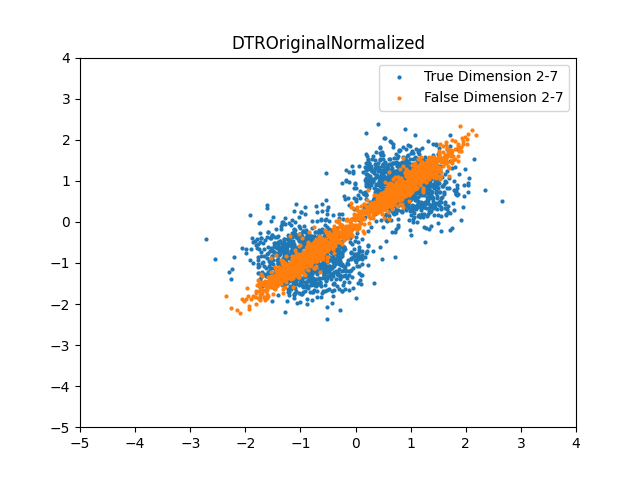 DTROriginalNormalized
True Dimension 2-7
False Dimension 2-7
4
3
2
1
0
−1
−2
−3
−4
−5
−5 −4 −3 −2 −1 0 1 2 3 4